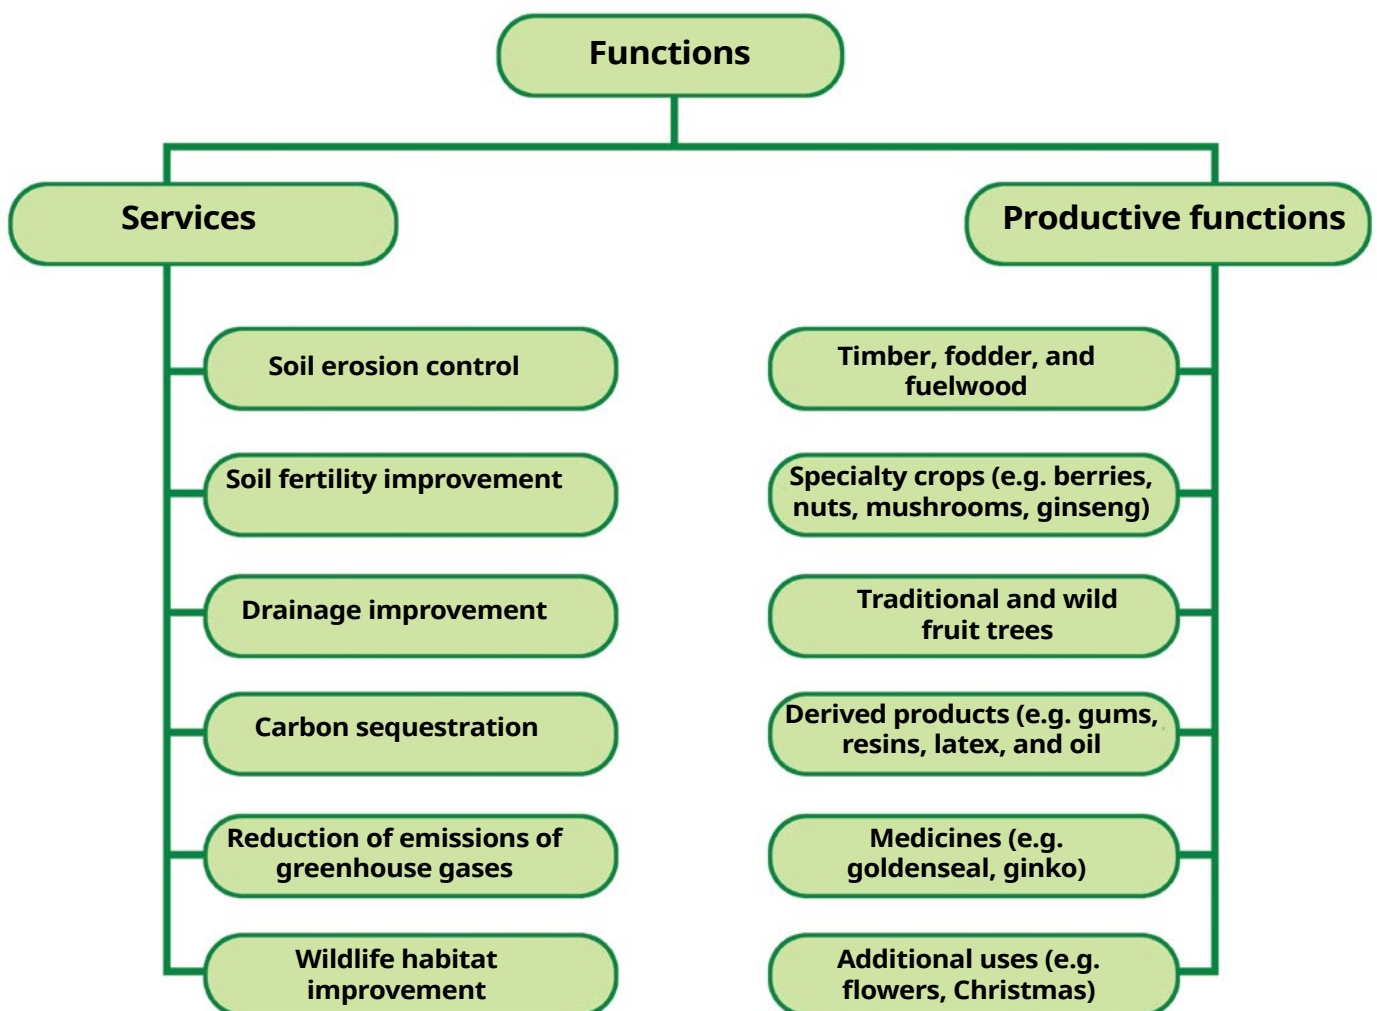 Functions
Services
Productive functions
Soil erosion control
Soil fertility improvement
Drainage improvement
Carbon sequestration
Reduction of emissions of
greenhouse gases
Wildlife habitat
improvement
Timber, fodder, and
fuelwood
Specialty crops (e.g. berries,
nuts, mushrooms, ginseng)
Traditional and wild
fruit trees
Derived products (e.g. gums,
resins, latex, and oil
Medicines (e.g.
goldenseal, ginko)
Additional uses (e.g.
flowers, Christmas)